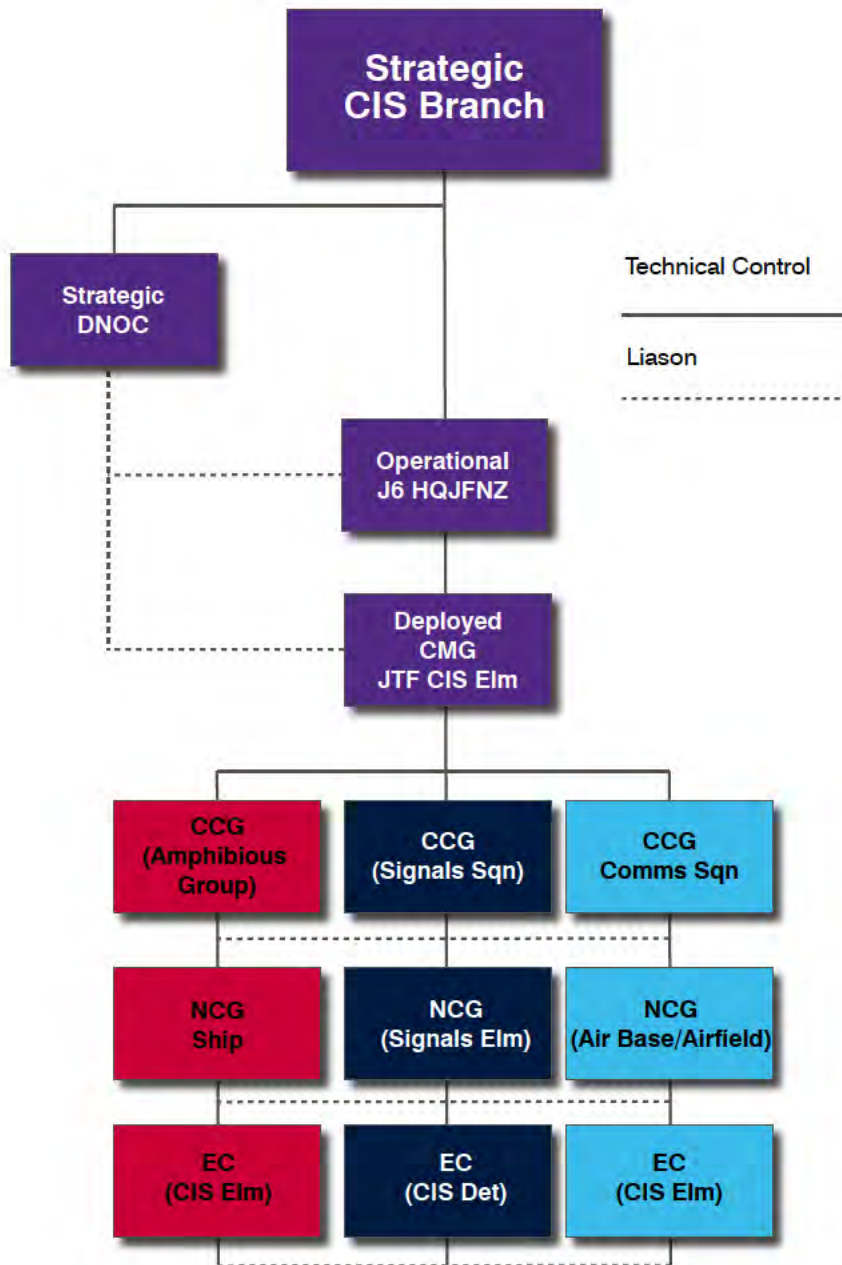 Strategic
CIS Branch
Strategic
DNOC
Technical Control
Liason
Operational
J6 HQJFNZ
Deployed
CMG
JTF CIS Elm
CCG
(Amphibious
Group)
CCG
(Signals Sqn)
CCG
Comms Sqn
NCG
Ship
NCG
(Signals Elm)
NCG
(Air Base/Airfield)
EC
(CIS Elm)
EC
(CIS Det)
EC
(CIS Elm)